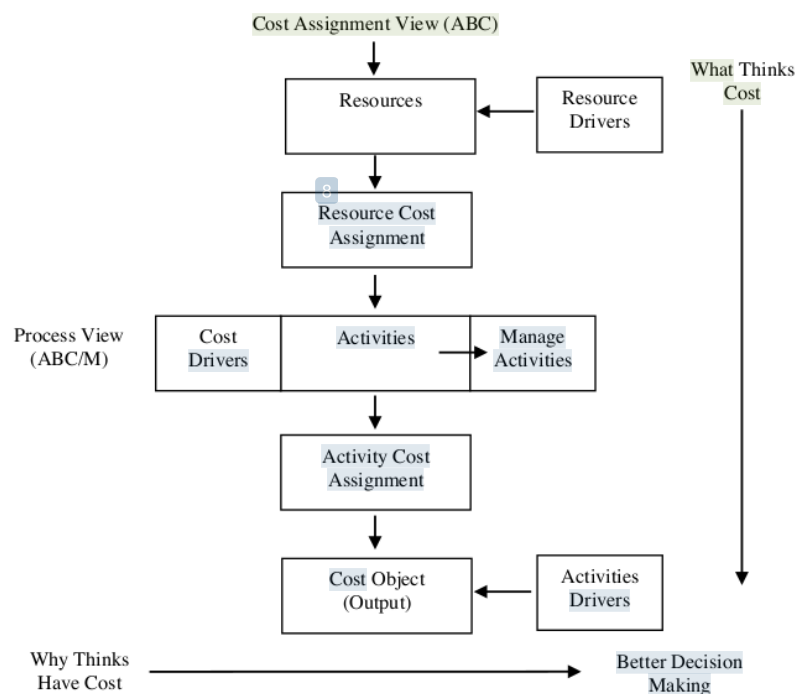 Cost Assignment View (ABC)
What Thinks
Cost
Resources
Resource
Drivers
8
Resource Cost
Assignment
Process View
(ABC/M)
Cost
Drivers
Activities
Manage
Activities
Activity Cost
Assignment
Cost Object
(Output)
Activities
Drivers
Why Thinks
Have Cost
Better Decision
Making